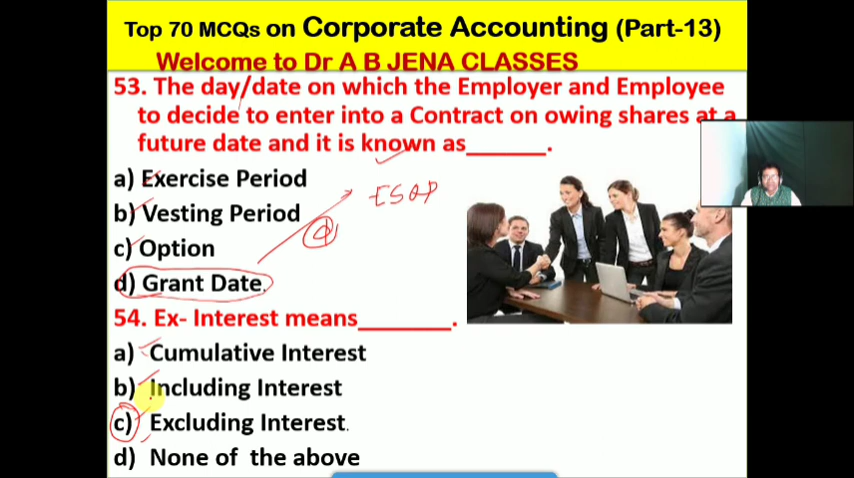 Top 70 MCQs on Corporate Accounting (Part-13)
Welcome to Dr A B JENA CLASSES
53. The day/date on which the Employer and Employee
to decide to enter into a Contract on owing shares at a
future date and it is known as_______.
a) Exercise Period
b) Vesting Period
c) Option
d) Grant Date.
ESOP
d
54. Ex- Interest means________.
a) Cumulative Interest
b) Including Interest
c) Excluding Interest.
d) None of the above